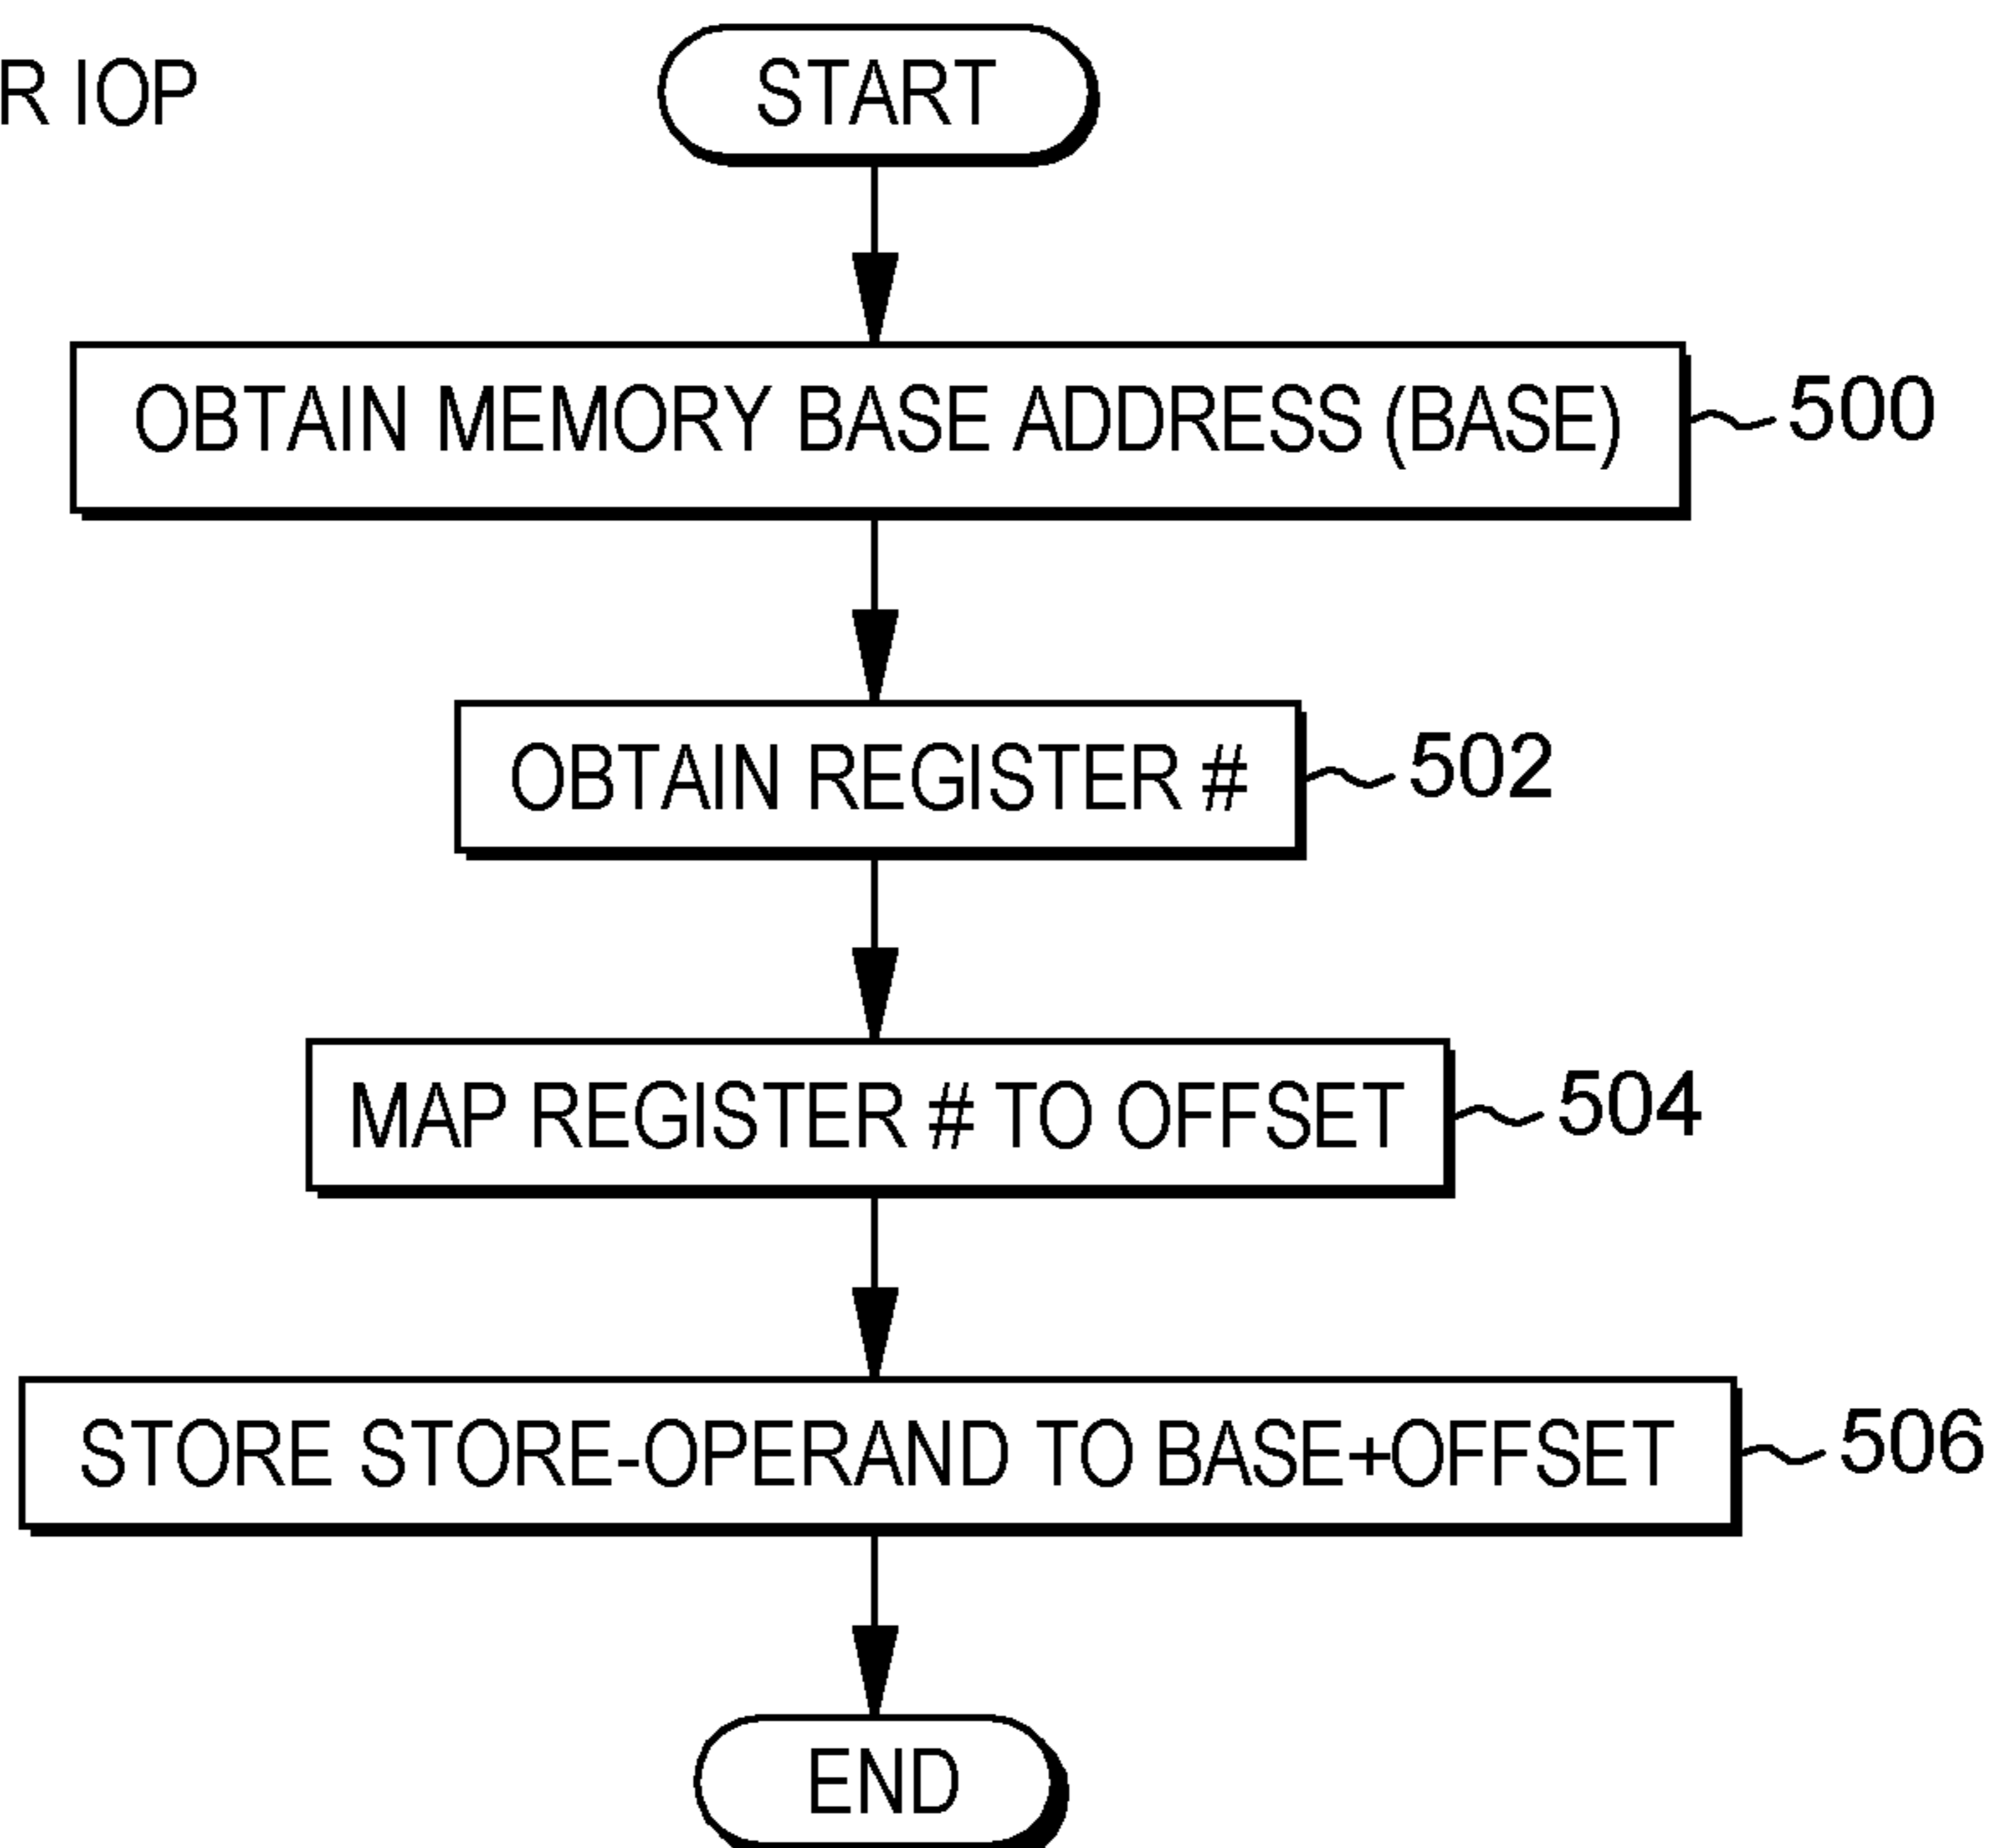 R IOP
START
OBTAIN MEMORY BASE ADDRESS (BASE)
500
OBTAIN REGISTER #
502
MAP REGISTER # TO OFFSET
504
STORE STORE-OPERAND TO BASE+OFFSET
506
END